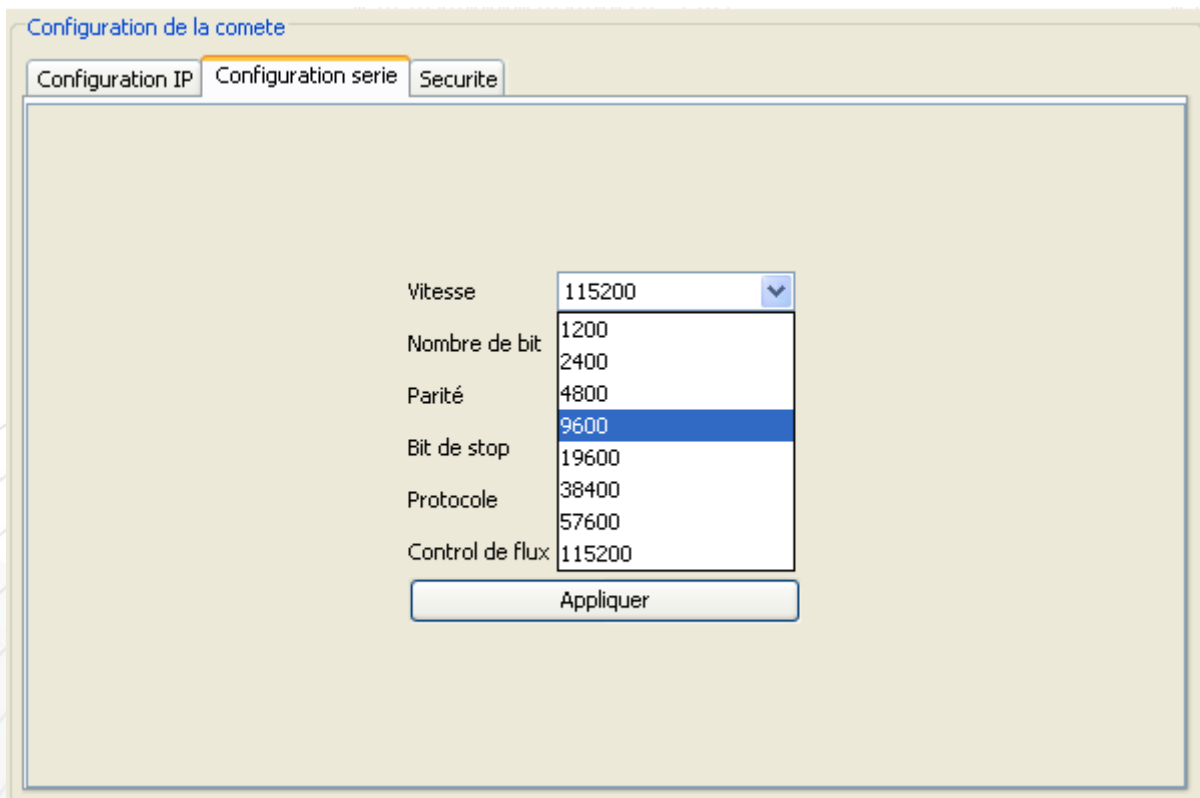 Configuration de la comete
Configuration IP Configuration serie Securite
Vitesse 115200
1200
Nombre de bit
2400
Parité 4800
9600
Bit de stop
19600
Protocole 38400
57600
Control de flux 115200
Appliquer